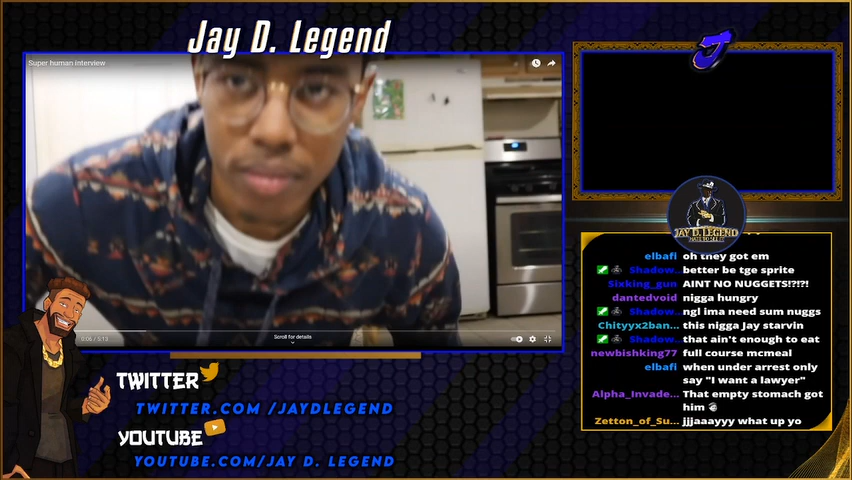 Jay D. Legend
Super human interview
0:06 / 5:13
Scroll for details
J
JAY D. LEGEND
elbafi oh they got em
Shadow... better be tge sprite
Sixking_gun AINT NO NUGGETS!?!?!
dantedvoid nigga hungry
Shadow... ngl ima need sum nuggs
Chityyx2ban... this nigga Jay starvin
Shadow... that ain't enough to eat
newbishking77 full course mcmeal
elbafi when under arrest only
say "I want a lawyer"
Alpha_Invade... That empty stomach got
him
Zetton_of_Su... jjjaaayyy what up yo
TWITTER
TWITTER.COM /JAYDLEGEND
YOUTUBE
YOUTUBE.COM/JAY D. LEGEND